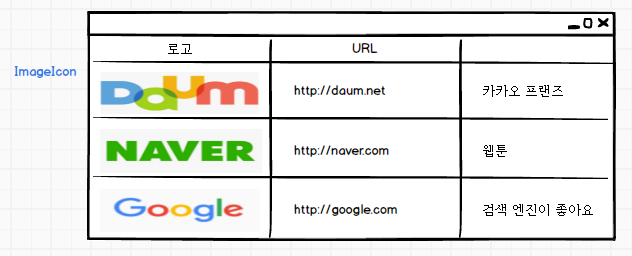 로고 URL
ImageIcon
Daum http://daum.net 카카오 프랜즈
NAVER http://naver.com 웹툰
Google http://google.com 검색 엔진이 좋아요